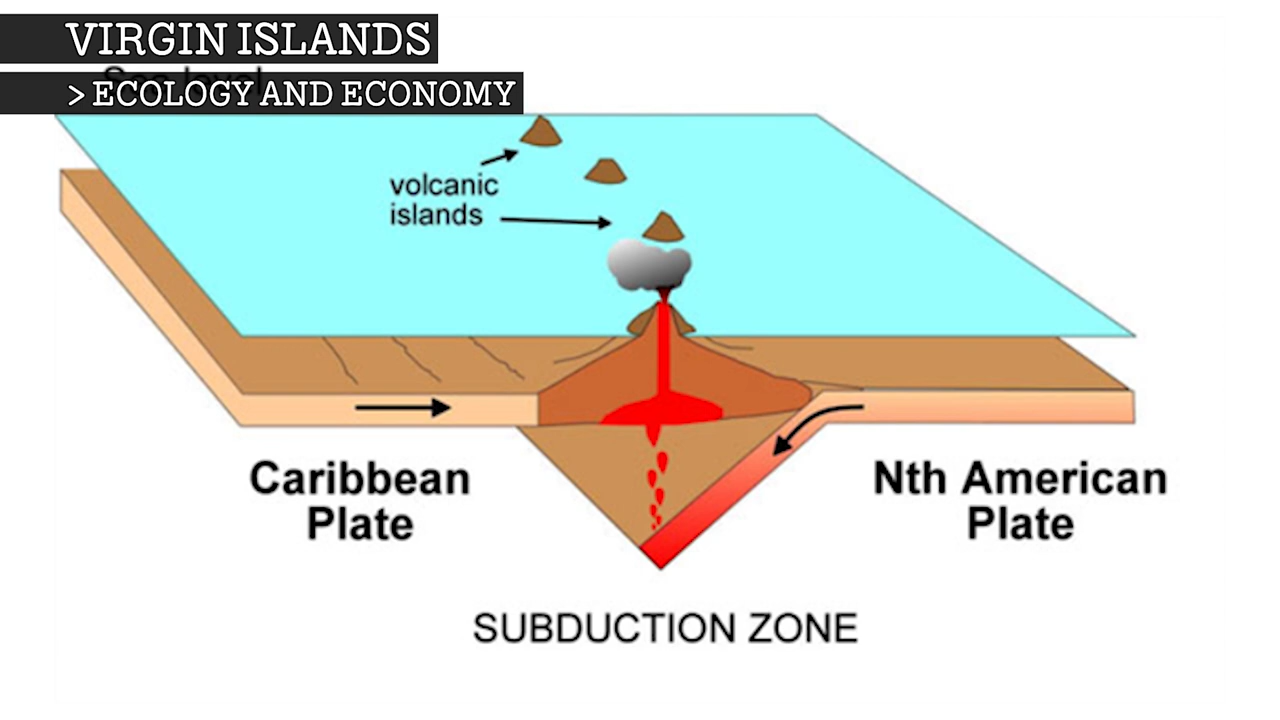 VIRGIN ISLANDS
> ECOLOGY AND ECONOMY
volcanic
islands
Caribbean
Plate
Nth American
Plate
SUBDUCTION ZONE